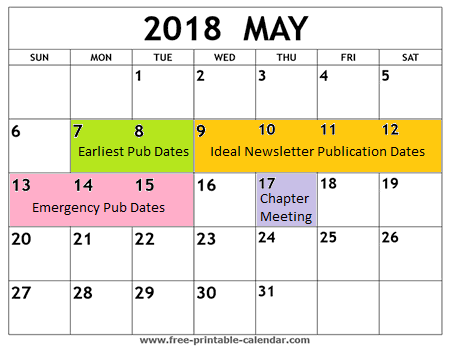 2018 MAY
SUN MON TUE WED THU FRI SAT
1 2 3 4 5
6 7 8 9 10 11 12
Earliest Pub Dates Ideal Newsletter Publication Dates
13 14 15 16 17 18 19
Emergency Pub Dates Chapter
Meeting
20 21 22 23 24 25 26
27 28 29 30 31
www.free-printable-calendar.com